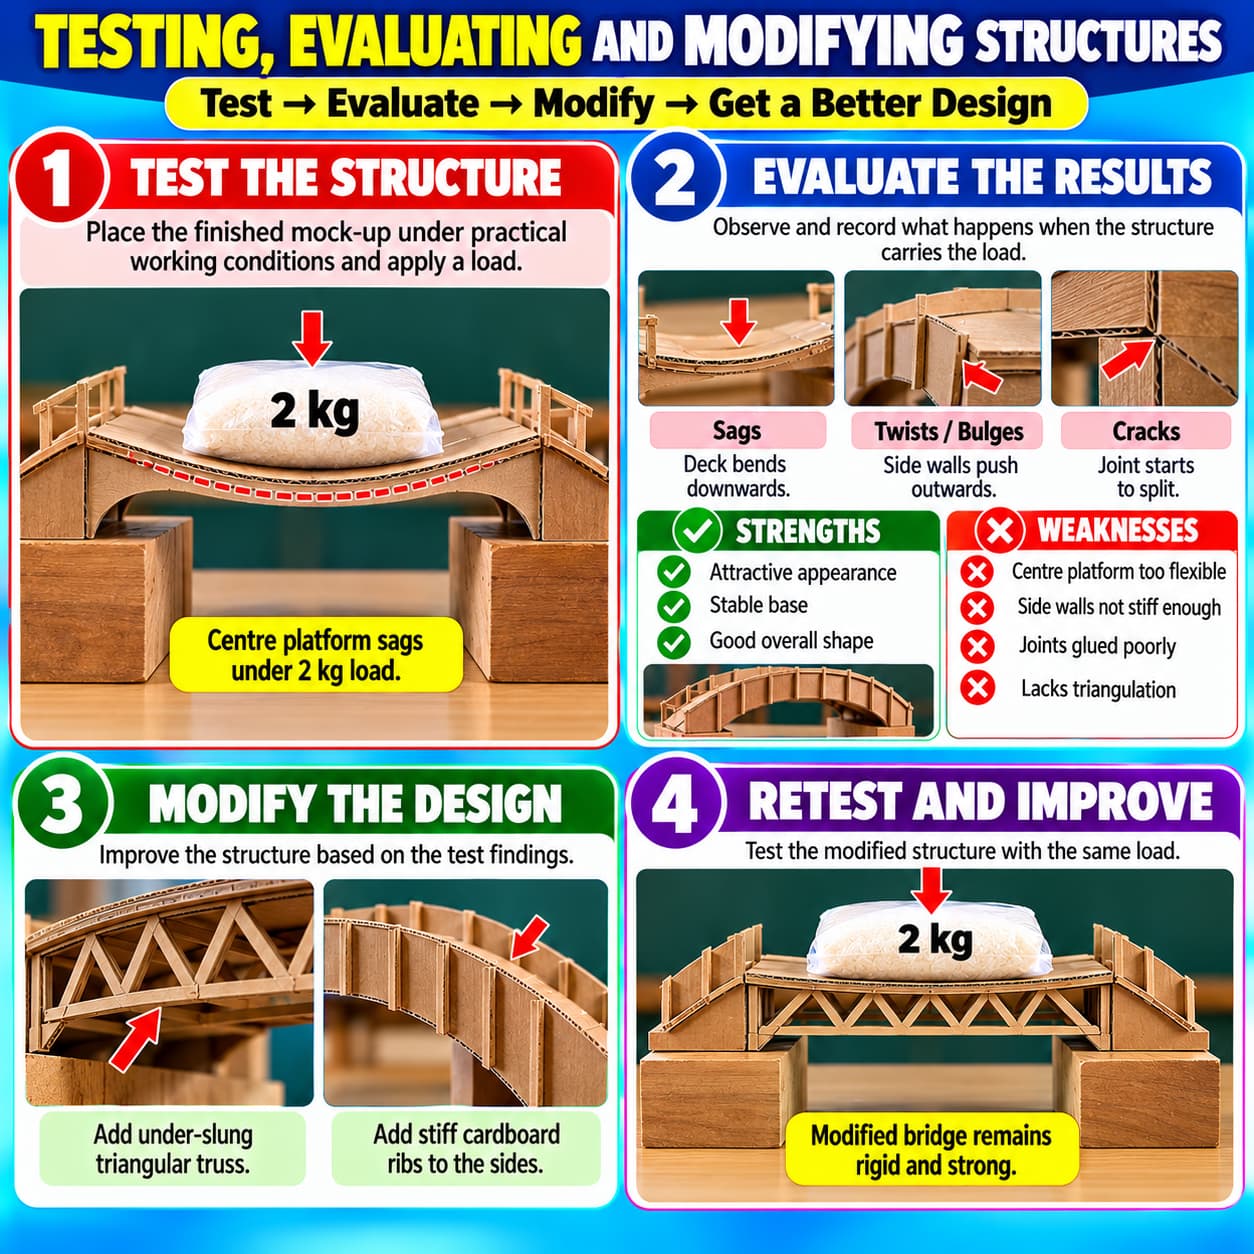 TESTING, EVALUATING AND MODIFYING STRUCTURES
Test → Evaluate → Modify → Get a Better Design
1 TEST THE STRUCTURE
Place the finished mock-up under practical
working conditions and apply a load.
2 kg
Centre platform sags
under 2 kg load.
2 EVALUATE THE RESULTS
Observe and record what happens when the structure
carries the load.
Sags
Deck bends
downwards.
Twists / Bulges
Side walls push
outwards.
Cracks
Joint starts
to split.
STRENGTHS
Attractive appearance
Stable base
Good overall shape
WEAKNESSES
Centre platform too flexible
Side walls not stiff enough
Joints glued poorly
Lacks triangulation
3 MODIFY THE DESIGN
Improve the structure based on the test findings.
Add under-slung
triangular truss.
Add stiff cardboard
ribs to the sides.
4 RETEST AND IMPROVE
Test the modified structure with the same load.
2 kg
Modified bridge remains
rigid and strong.